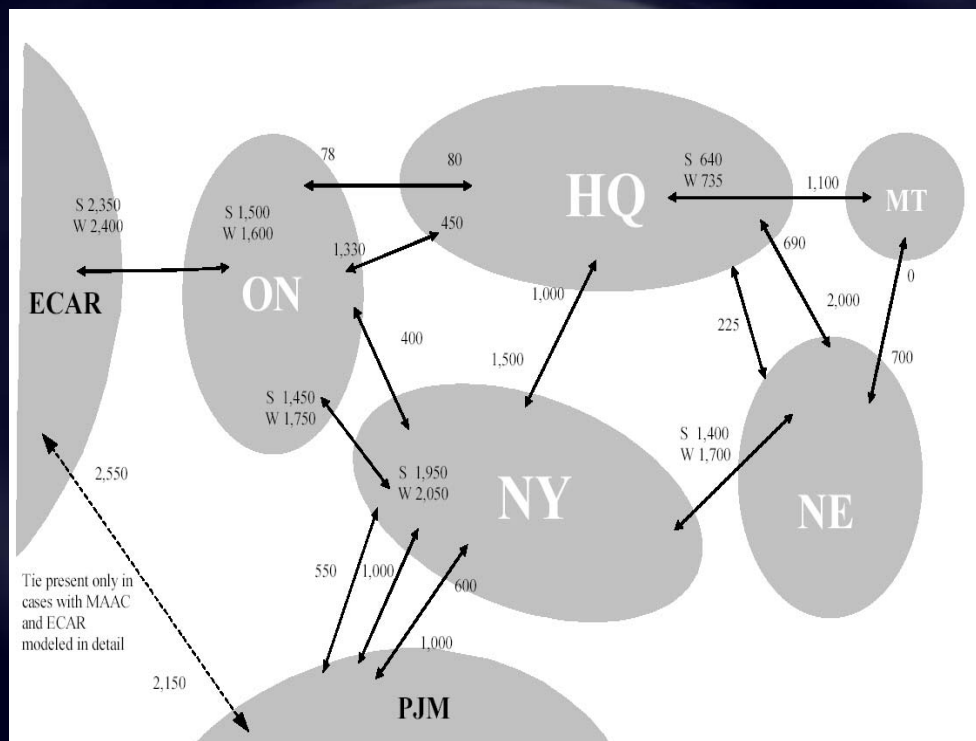 78
80
S 640
W 735
HQ
1,100
MT
S 2,350
W 2,400
S 1,500
W 1,600
1,330
450
690
0
ECAR
ON
1,000
2,000
400
225
1,500
700
S 1,450
W 1,750
S 1,400
W 1,700
2,550
S 1,950
W 2,050
NY
NE
Tie present only in
cases with MAAC
and ECAR
modeled in detail
550
1,000
600
1,000
2,150
PJM